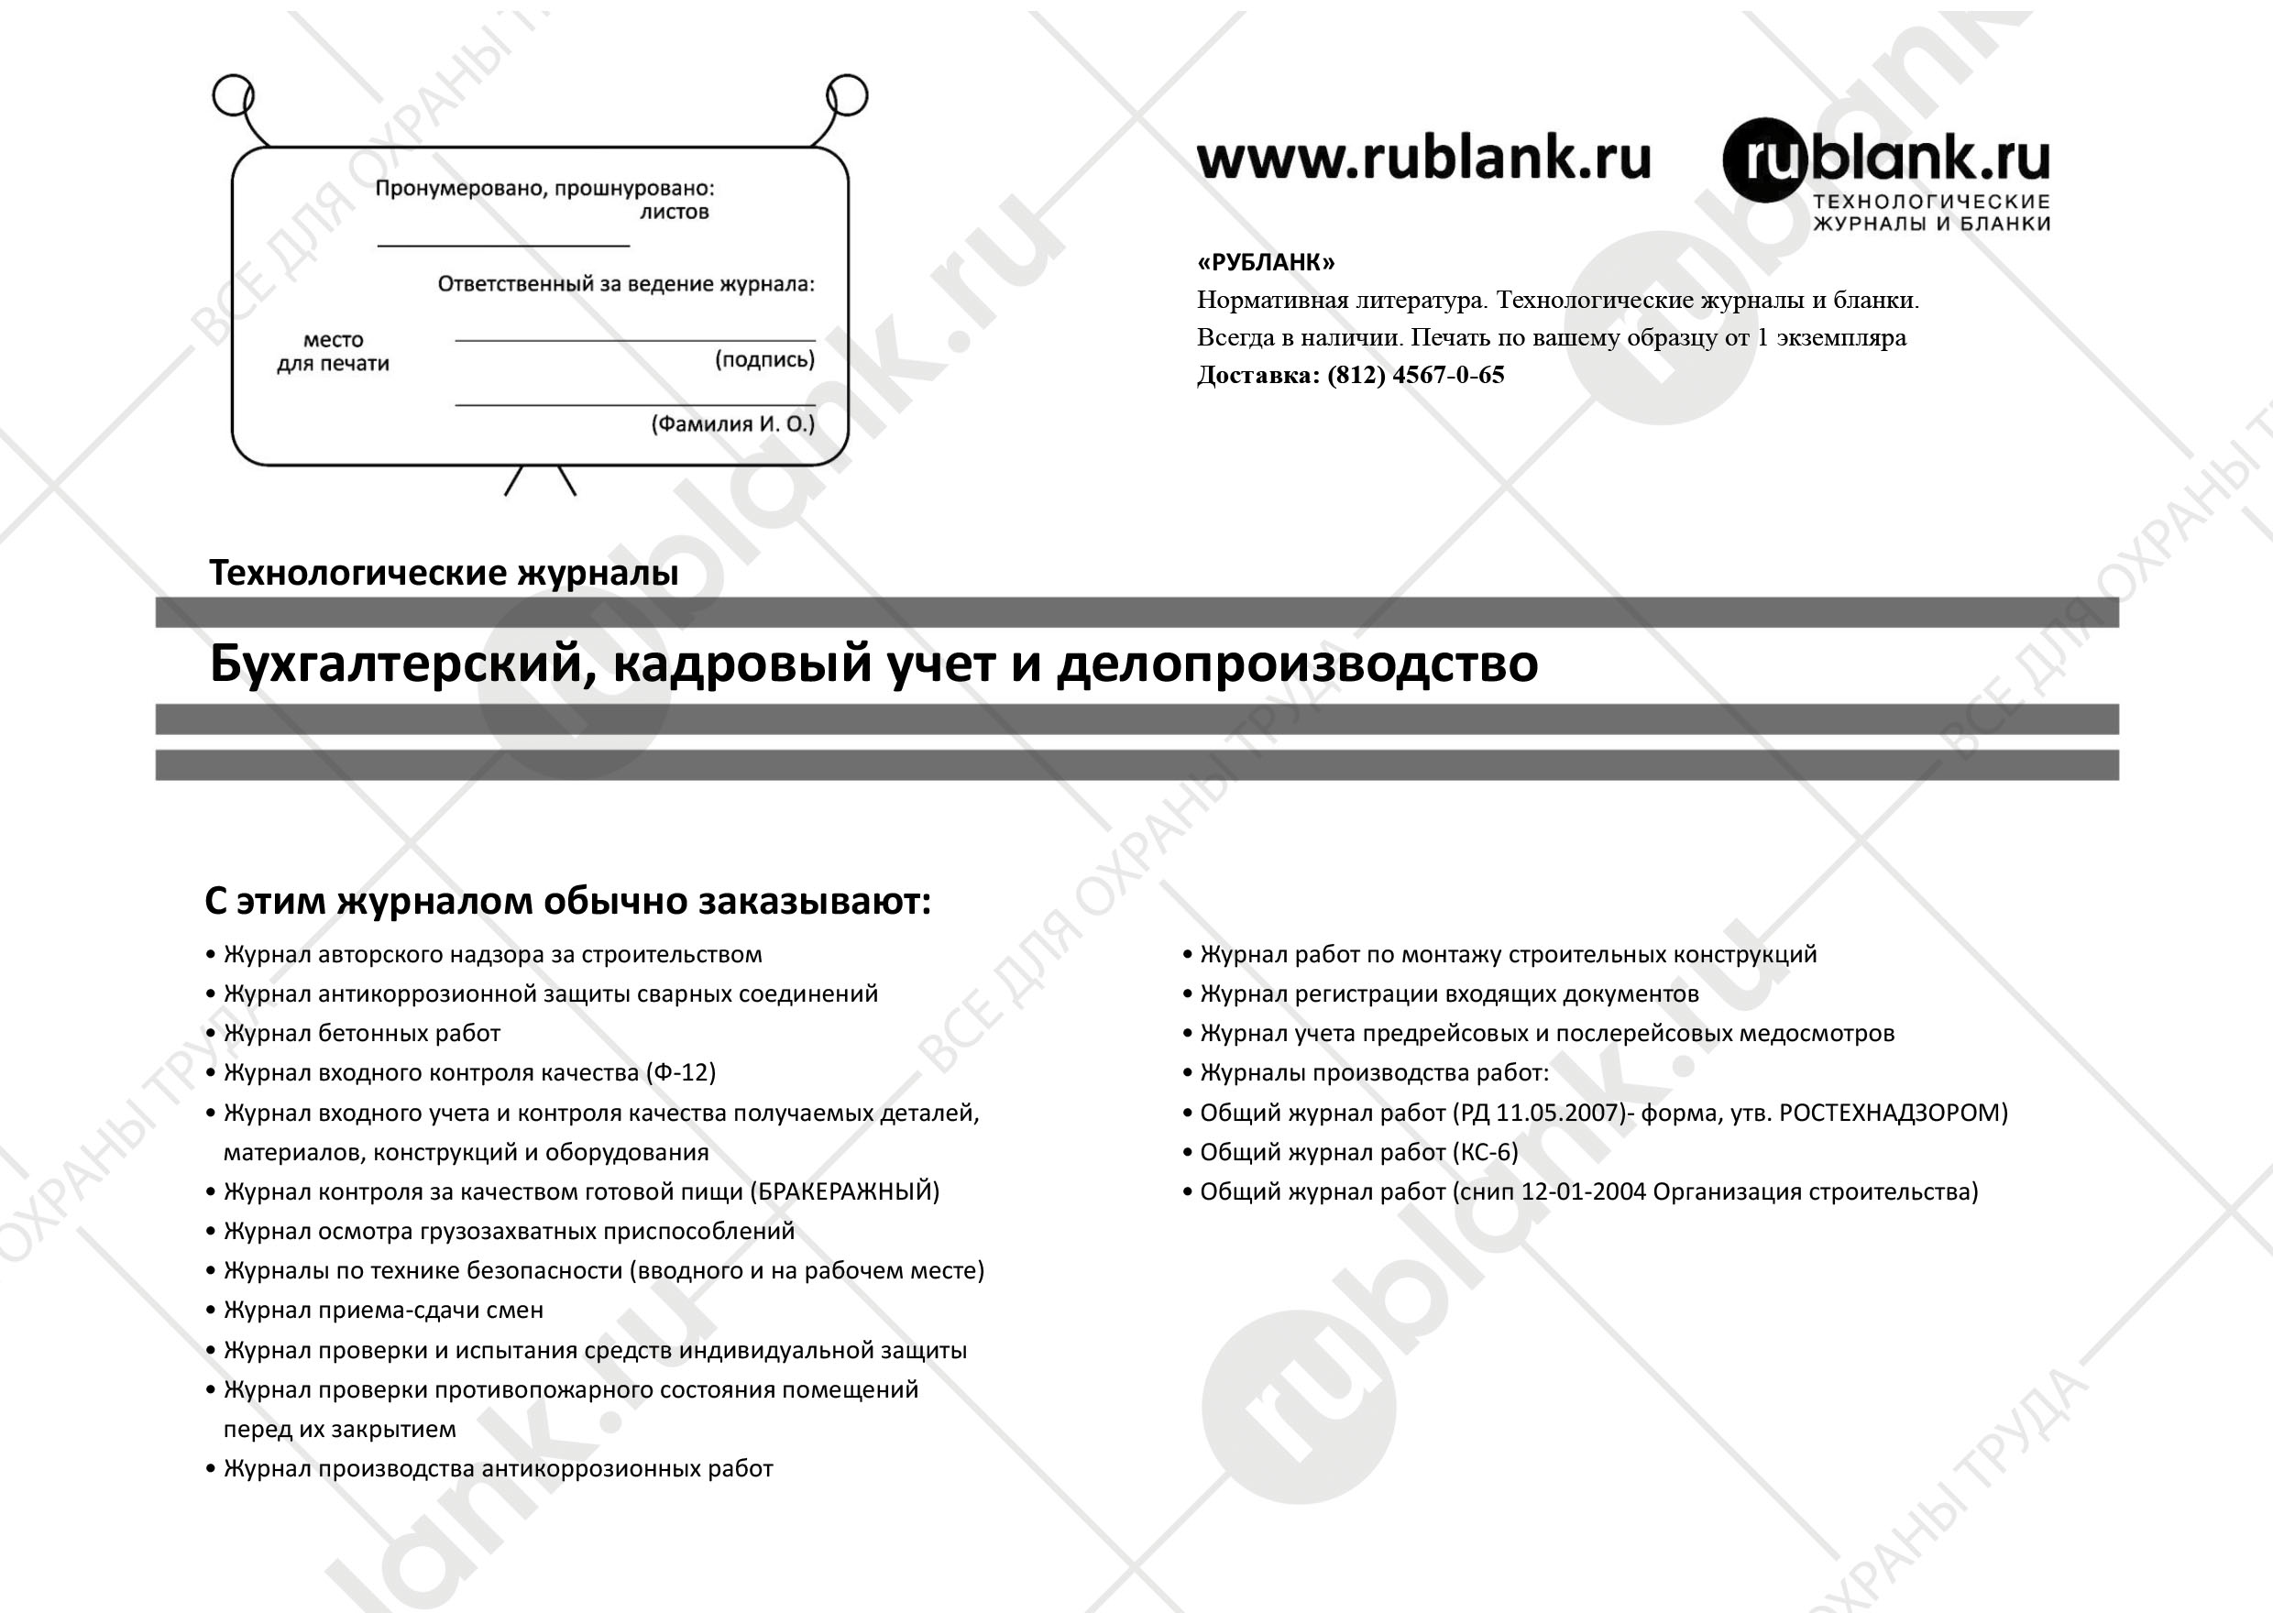 Пронумеровано, прошнуровано:
листов
Ответственный за ведение журнала:
место
для печати
(подпись)
(Фамилия И. О.)
www.rublank.ru
rublank.ru
ТЕХНОЛОГИЧЕСКИЕ
ЖУРНАЛЫ И БЛАНКИ
«РУБЛАНК»
Нормативная литература. Технологические журналы и бланки.
Всегда в наличии. Печать по вашему образцу от 1 экземпляра
Доставка: (812) 4567-0-65
Технологические журналы
Бухгалтерский, кадровый учет и делопроизводство
С этим журналом обычно заказывают:
• Журнал авторского надзора за строительством
• Журнал антикоррозионной защиты сварных соединений
• Журнал бетонных работ
• Журнал входного контроля качества (Ф-12)
• Журнал входного учета и контроля качества получаемых деталей,
материалов, конструкций и оборудования
• Журнал контроля за качеством готовой пищи (БРАКЕРАЖНЫЙ)
• Журнал осмотра грузозахватных приспособлений
• Журналы по технике безопасности (вводного и на рабочем месте)
• Журнал приема-сдачи смен
• Журнал проверки и испытания средств индивидуальной защиты
• Журнал проверки противопожарного состояния помещений
перед их закрытием
• Журнал производства антикоррозионных работ
• Журнал работ по монтажу строительных конструкций
• Журнал регистрации входящих документов
• Журнал учета предрейсовых и послерейсовых медосмотров
• Журналы производства работ:
• Общий журнал работ (РД 11.05.2007)- форма, утв. РОСТЕХНАДЗОРОМ)
• Общий журнал работ (КС-6)
• Общий журнал работ (снип 12-01-2004 Организация строительства)
rublank.ru
ВСЕ ДЛЯ ОХРАНЫ ТРУДА